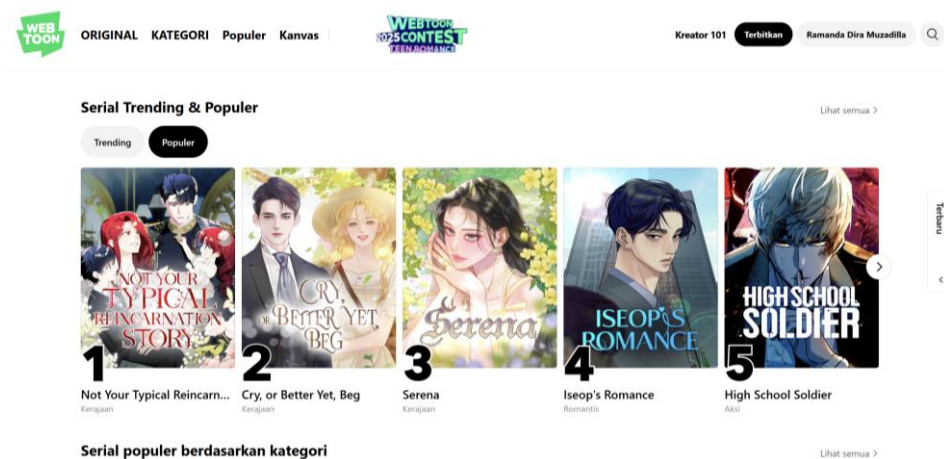 WEB
TOON
ORIGINAL KATEGORI Populer Kanvas
WEBTOON
2025 CONTEST
TEEN ROMANCE
Kreator 101 Terbitkan Ramanda Dira Muzadilla
Serial Trending & Populer
Lihat semua >
Trending Populer
NOT YOUR
TYPICAL
REINCARNATION
STORY
1
CRY,
OR BETTER YET,
BEG
2
Serena
3
ISEOP'S
ROMANCE
4
HIGH SCHOOL
SOLDIER
5
Terbaru
Not Your Typical Reincarn...
Kerajaan
Cry, or Better Yet, Beg
Kerajaan
Serena
Kerajaan
Iseop's Romance
Romantis
High School Soldier
Aksi
Serial populer berdasarkan kategori
Lihat semua >